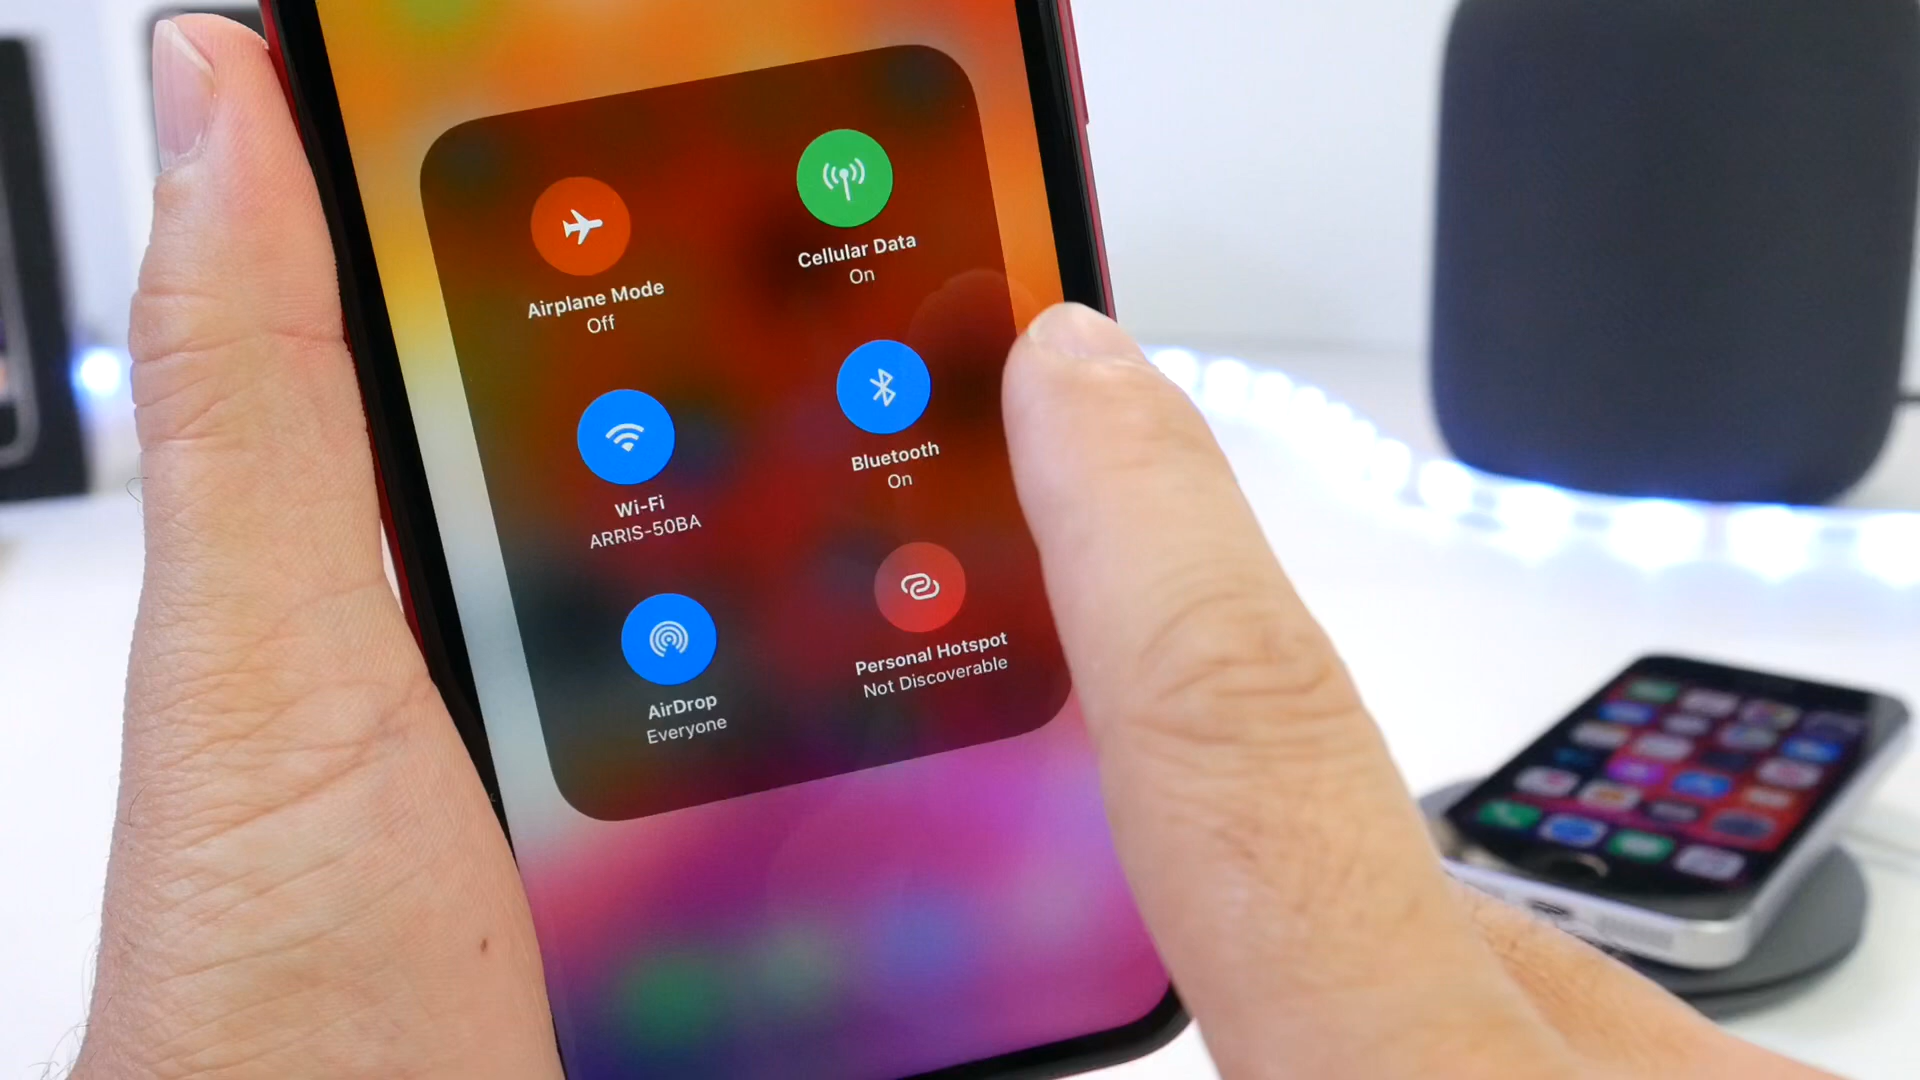 Airplane Mode
Off
Cellular Data
On
Wi-Fi
ARRIS-50BA
Bluetooth
On
AirDrop
Everyone
Personal Hotspot
Not Discoverable